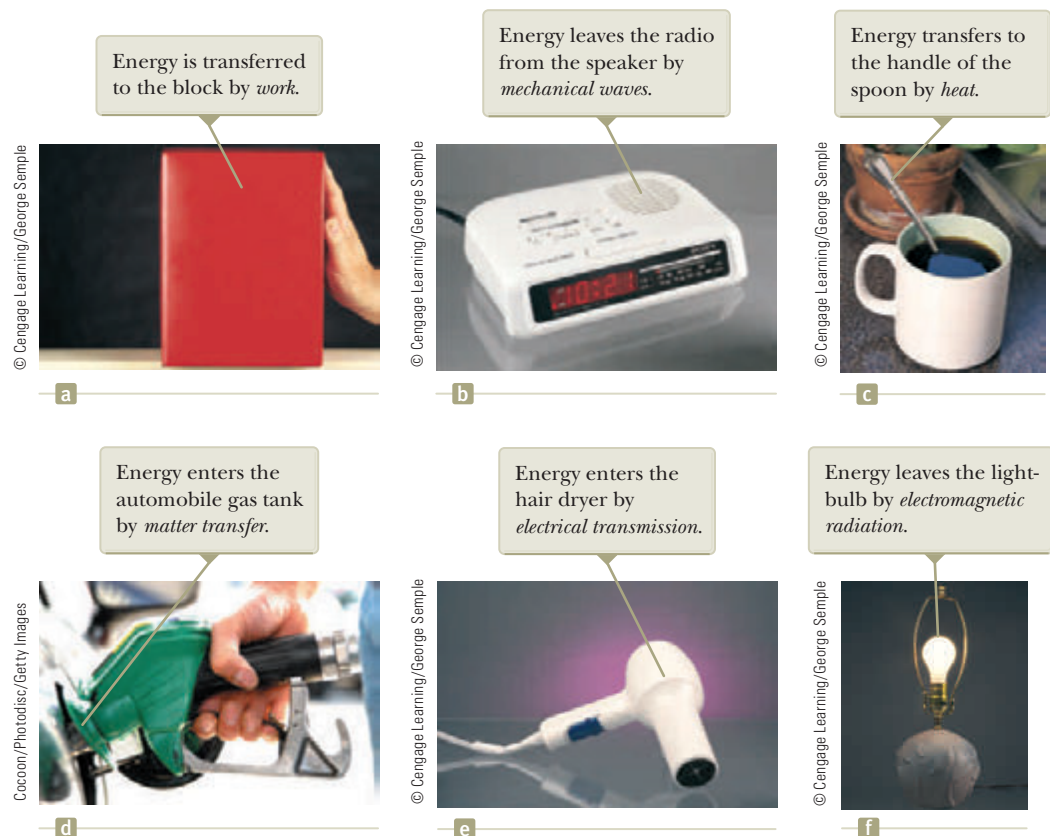 Energy is transferred
to the block by work.
Energy leaves the radio
from the speaker by
mechanical waves.
Energy transfers to
the handle of the
spoon by heat.
© Cengage Learning/George Semple
© Cengage Learning/George Semple
10:21
© Cengage Learning/George Semple
a
b
c
Energy enters the
automobile gas tank
by matter transfer.
Energy enters the
hair dryer by
electrical transmission.
Energy leaves the light-
bulb by electromagnetic
radiation.
Cocoon/Photodisc/Getty Images
© Cengage Learning/George Semple
© Cengage Learning/George Semple
d
e
f